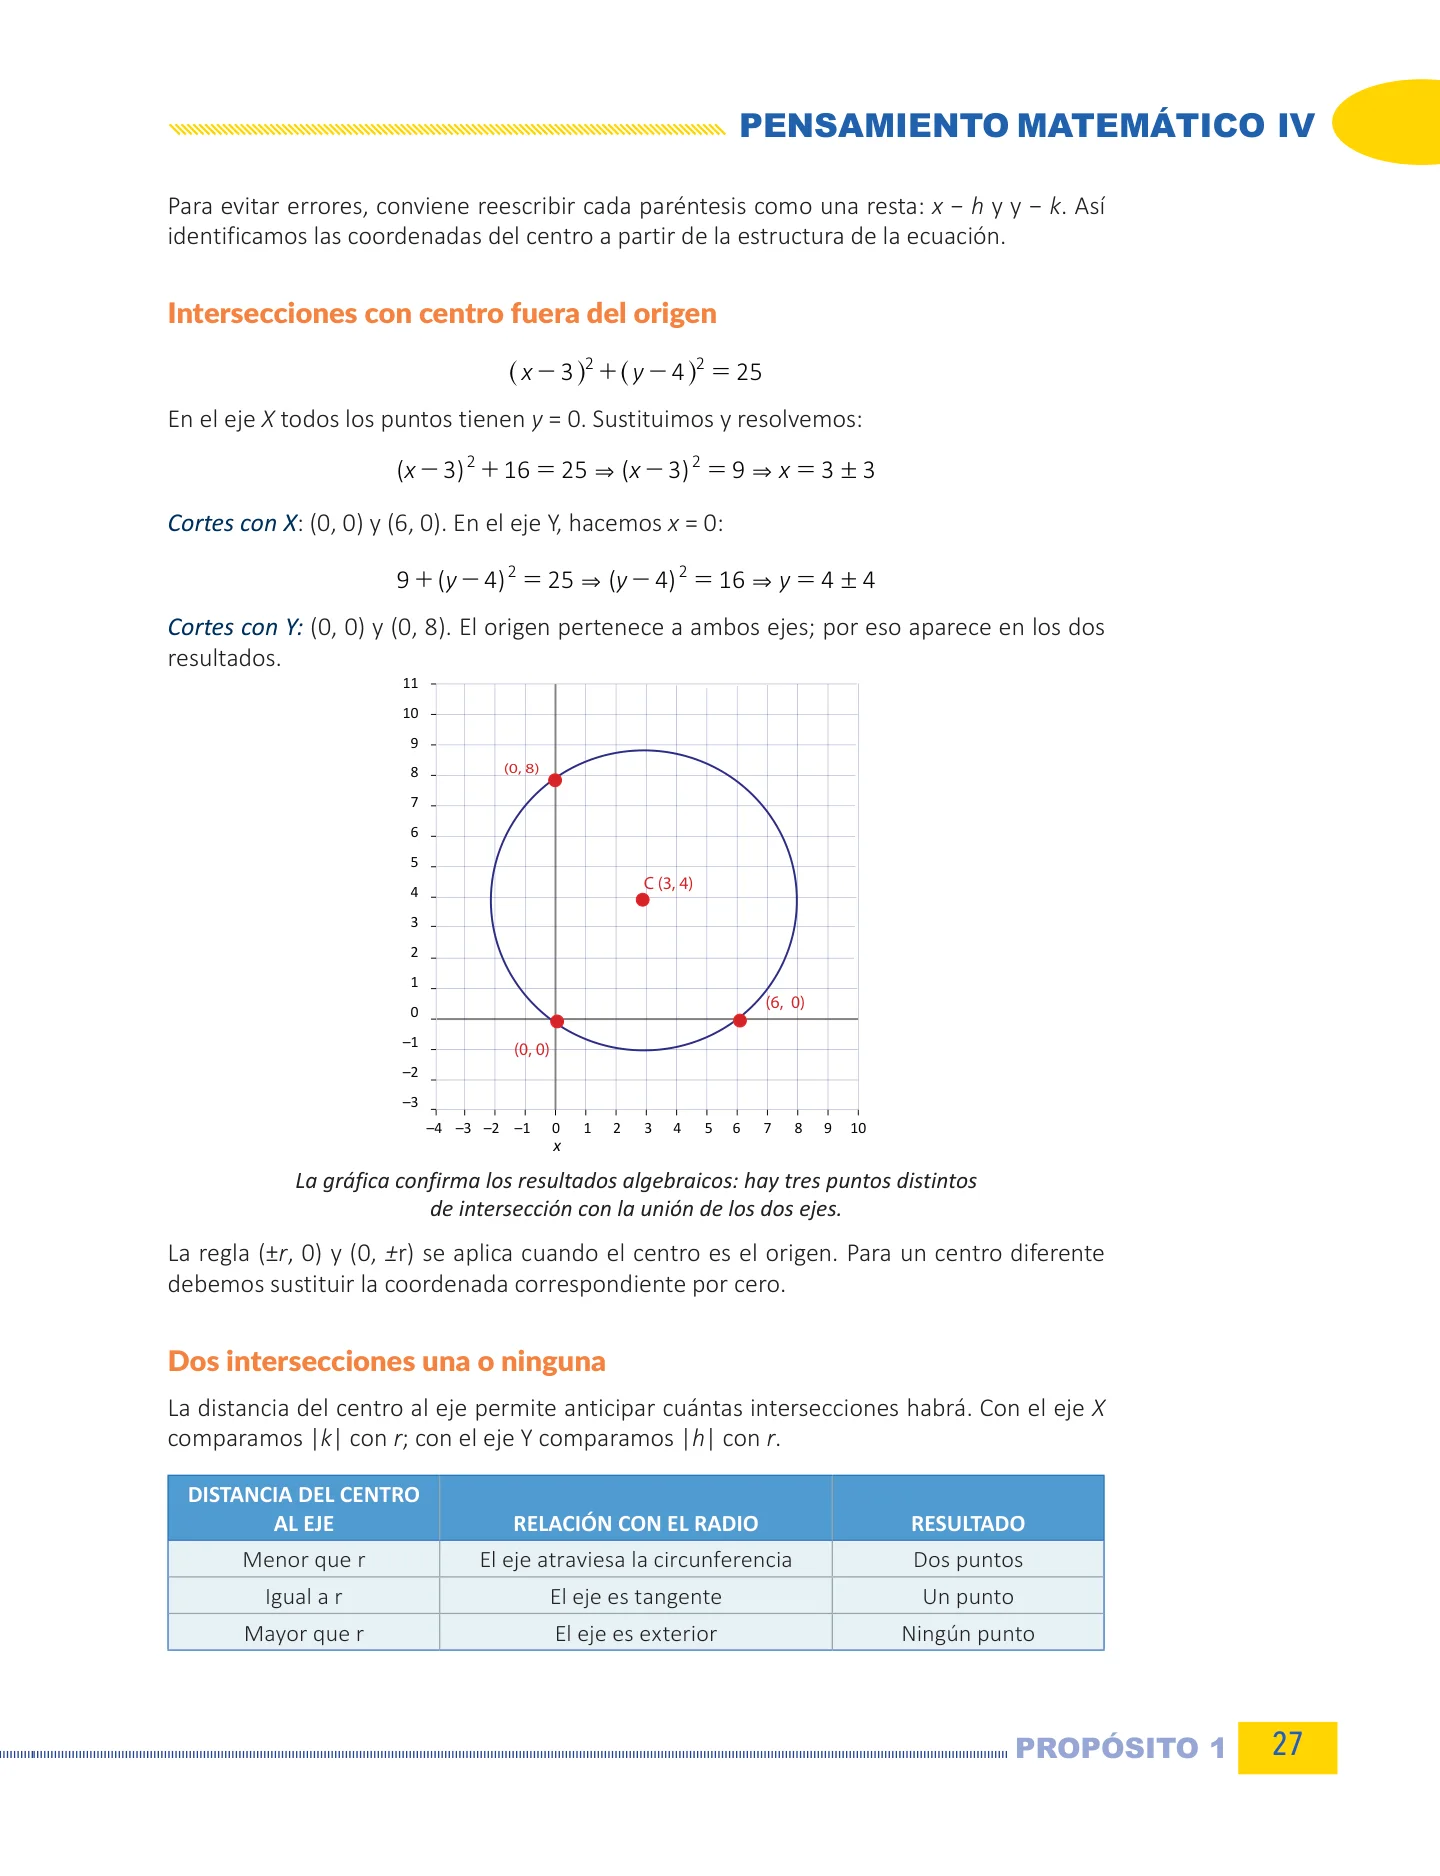 PENSAMIENTO MATEMÁTICO IV
Para evitar errores, conviene reescribir cada paréntesis como una resta: x − h y y − k. Así
identificamos las coordenadas del centro a partir de la estructura de la ecuación.
Intersecciones con centro fuera del origen
(x − 3)² + (y − 4)² = 25
En el eje X todos los puntos tienen y = 0. Sustituimos y resolvemos:
(x − 3)² + 16 = 25 ⇒ (x − 3)² = 9 ⇒ x = 3 ± 3
Cortes con X: (0, 0) y (6, 0). En el eje Y, hacemos x = 0:
9 + (y − 4)² = 25 ⇒ (y − 4)² = 16 ⇒ y = 4 ± 4
Cortes con Y: (0, 0) y (0, 8). El origen pertenece a ambos ejes; por eso aparece en los dos
resultados.
11
10
9
8
7
6
5
4
3
2
1
0
–1
–2
–3
(0, 8)
C (3, 4)
(6, 0)
(0, 0)
–4 –3 –2 –1 0 1 2 3 4 5 6 7 8 9 10
x
La gráfica confirma los resultados algebraicos: hay tres puntos distintos
de intersección con la unión de los dos ejes.
La regla (±r, 0) y (0, ±r) se aplica cuando el centro es el origen. Para un centro diferente
debemos sustituir la coordenada correspondiente por cero.
Dos intersecciones una o ninguna
La distancia del centro al eje permite anticipar cuántas intersecciones habrá. Con el eje X
comparamos |k| con r; con el eje Y comparamos |h| con r.
DISTANCIA DEL CENTRO
AL EJE RELACIÓN CON EL RADIO RESULTADO
Menor que r El eje atraviesa la circunferencia Dos puntos
Igual a r El eje es tangente Un punto
Mayor que r El eje es exterior Ningún punto
PROPÓSITO 1 27